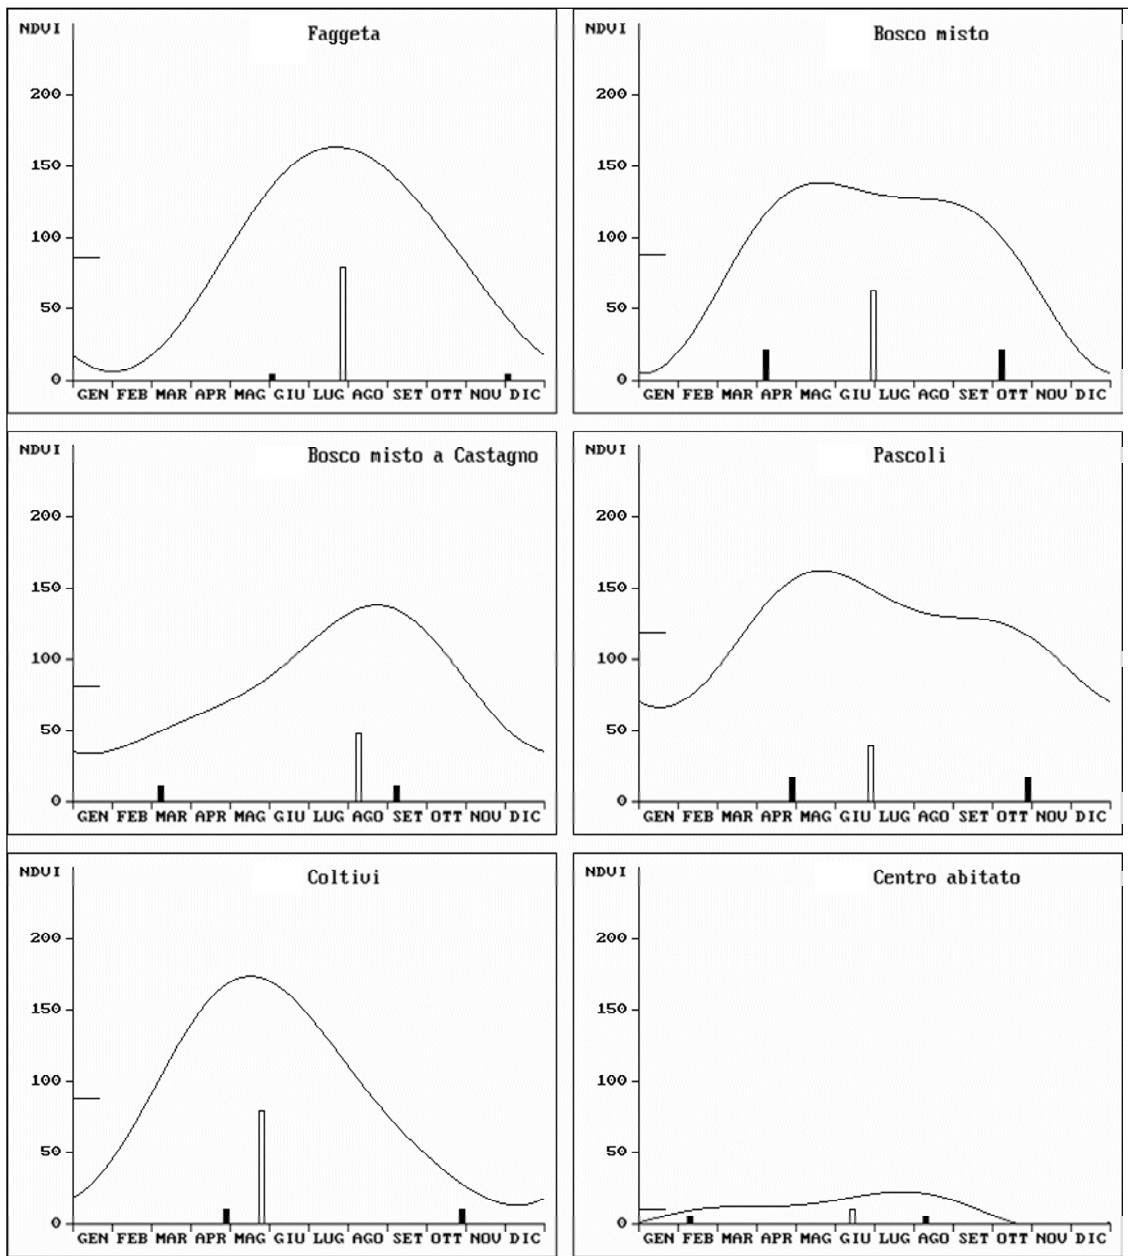 NDVI Faggeta
200
150
100
50
0
GEN FEB MAR APR MAG GIU LUG AGO SET OTT NOV DIC
NDVI Bosco misto
200
150
100
50
0
GEN FEB MAR APR MAG GIU LUG AGO SET OTT NOV DIC
NDVI Bosco misto a Castagno
200
150
100
50
0
GEN FEB MAR APR MAG GIU LUG AGO SET OTT NOV DIC
NDVI Pascoli
200
150
100
50
0
GEN FEB MAR APR MAG GIU LUG AGO SET OTT NOV DIC
NDVI Coltivi
200
150
100
50
0
GEN FEB MAR APR MAG GIU LUG AGO SET OTT NOV DIC
NDVI Centro abitato
200
150
100
50
0
GEN FEB MAR APR MAG GIU LUG AGO SET OTT NOV DIC